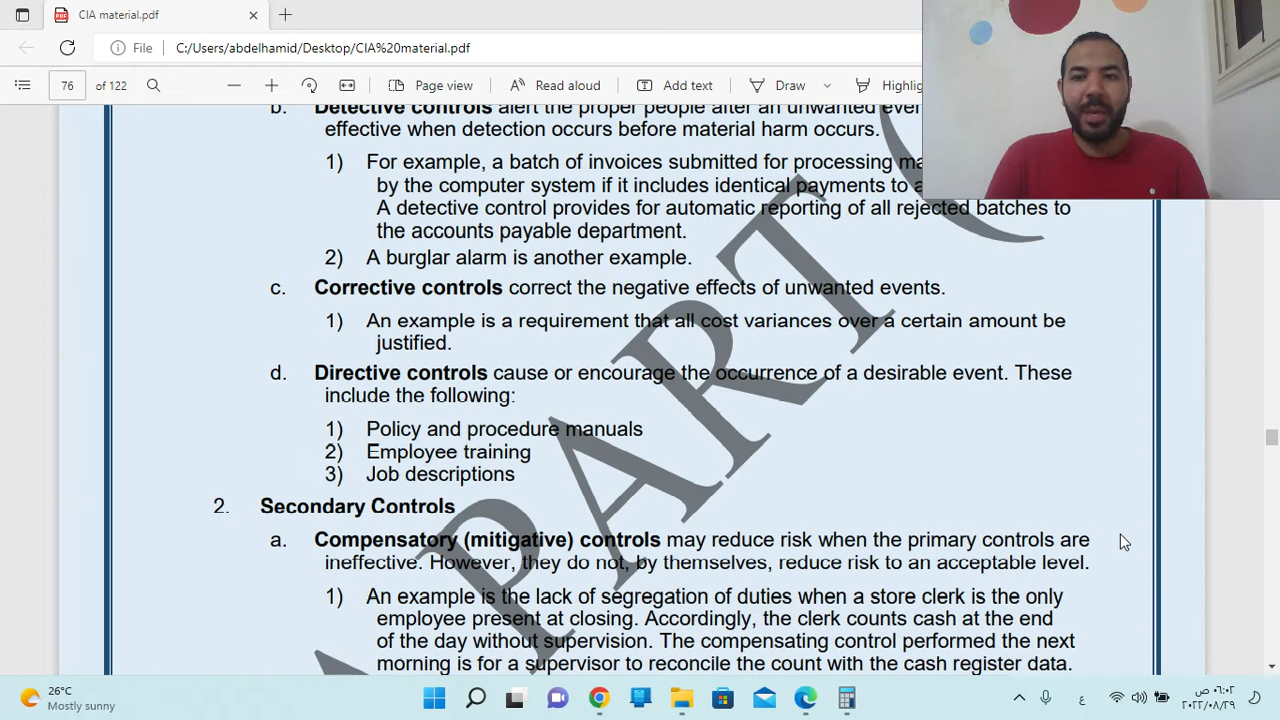 CIA material.pdf
File C:/Users/abdelhamid/Desktop/CIA%20material.pdf
76 of 122 Page view Read aloud Add text Draw Highlig
b. Detective controls alert the proper people after an unwanted even
effective when detection occurs before material harm occurs.
1) For example, a batch of invoices submitted for processing ma
by the computer system if it includes identical payments to a
A detective control provides for automatic reporting of all rejected batches to
the accounts payable department.
2) A burglar alarm is another example.
c. Corrective controls correct the negative effects of unwanted events.
1) An example is a requirement that all cost variances over a certain amount be
justified.
d. Directive controls cause or encourage the occurrence of a desirable event. These
include the following:
1) Policy and procedure manuals
2) Employee training
3) Job descriptions
2. Secondary Controls
a. Compensatory (mitigative) controls may reduce risk when the primary controls are
ineffective. However, they do not, by themselves, reduce risk to an acceptable level.
1) An example is the lack of segregation of duties when a store clerk is the only
employee present at closing. Accordingly, the clerk counts cash at the end
of the day without supervision. The compensating control performed the next
morning is for a supervisor to reconcile the count with the cash register data.
PART (
26°C
Mostly sunny
ع
٠٦:٠٢ ص
٢٠٢٢/٠٨/٢٩